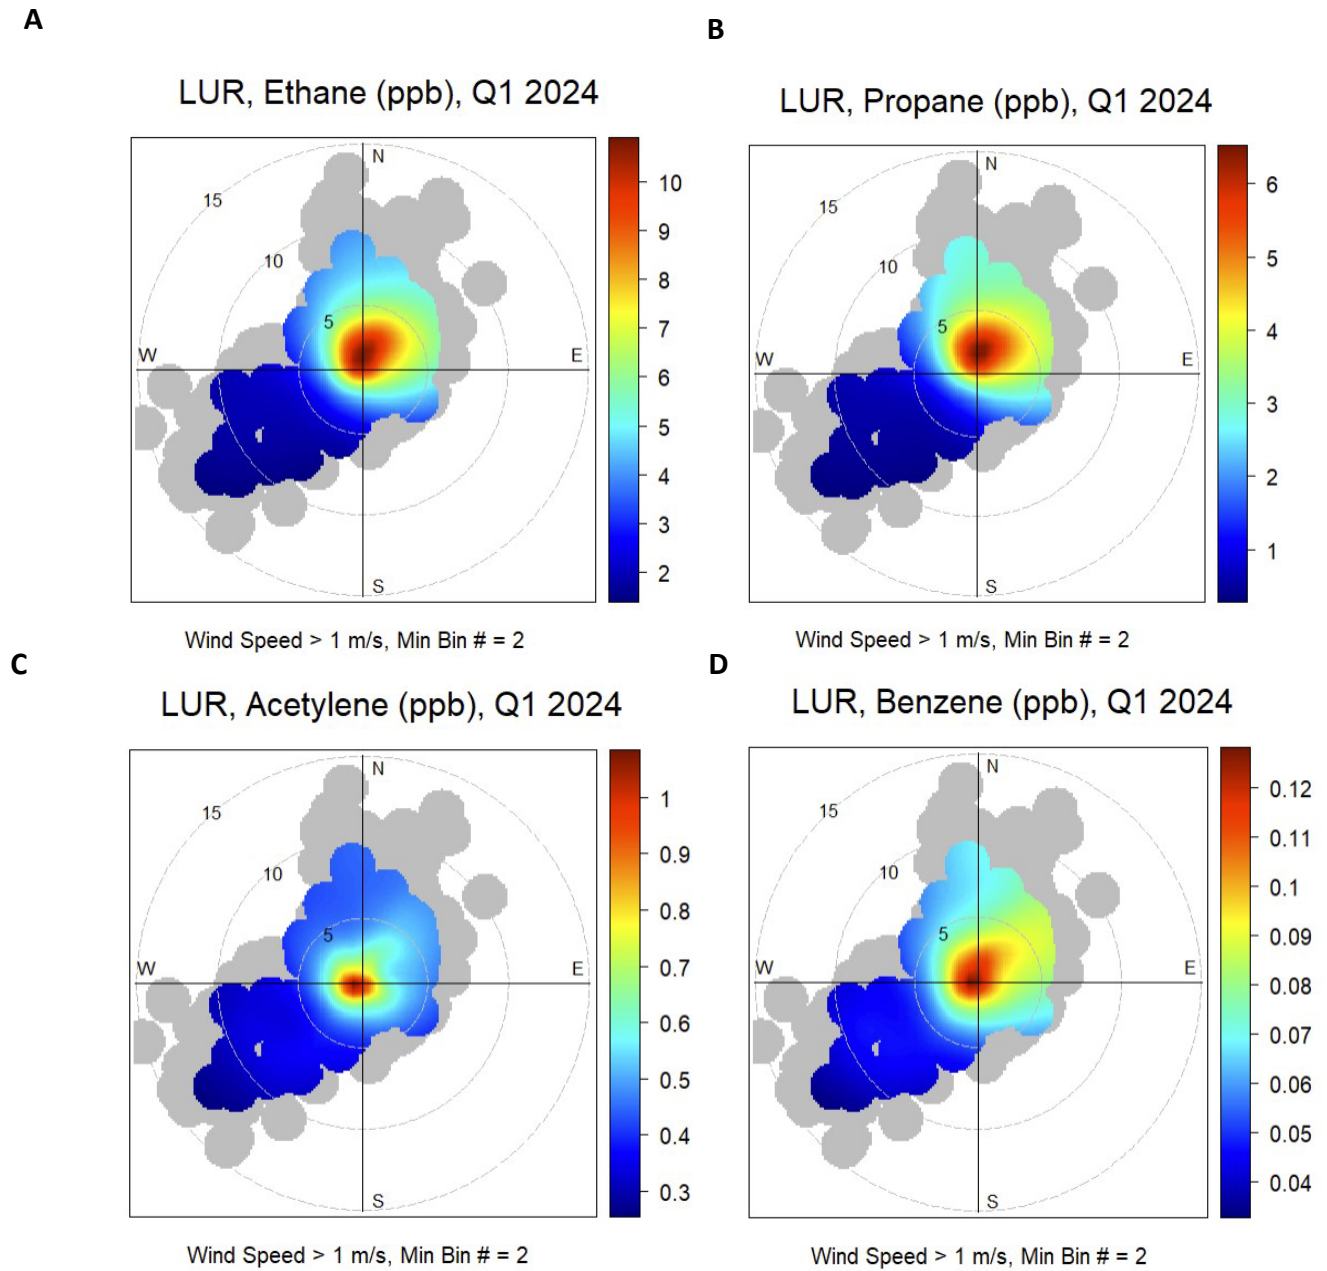 A
B
LUR, Ethane (ppb), Q1 2024
LUR, Propane (ppb), Q1 2024
N
15
10
5
W
E
S
10
9
8
7
6
5
4
3
2
N
15
10
5
W
E
S
6
5
4
3
2
1
Wind Speed > 1 m/s, Min Bin # = 2
Wind Speed > 1 m/s, Min Bin # = 2
C
D
LUR, Acetylene (ppb), Q1 2024
LUR, Benzene (ppb), Q1 2024
N
15
10
5
W
E
S
1
0.9
0.8
0.7
0.6
0.5
0.4
0.3
N
15
10
5
W
E
S
0.12
0.11
0.1
0.09
0.08
0.07
0.06
0.05
0.04
Wind Speed > 1 m/s, Min Bin # = 2
Wind Speed > 1 m/s, Min Bin # = 2